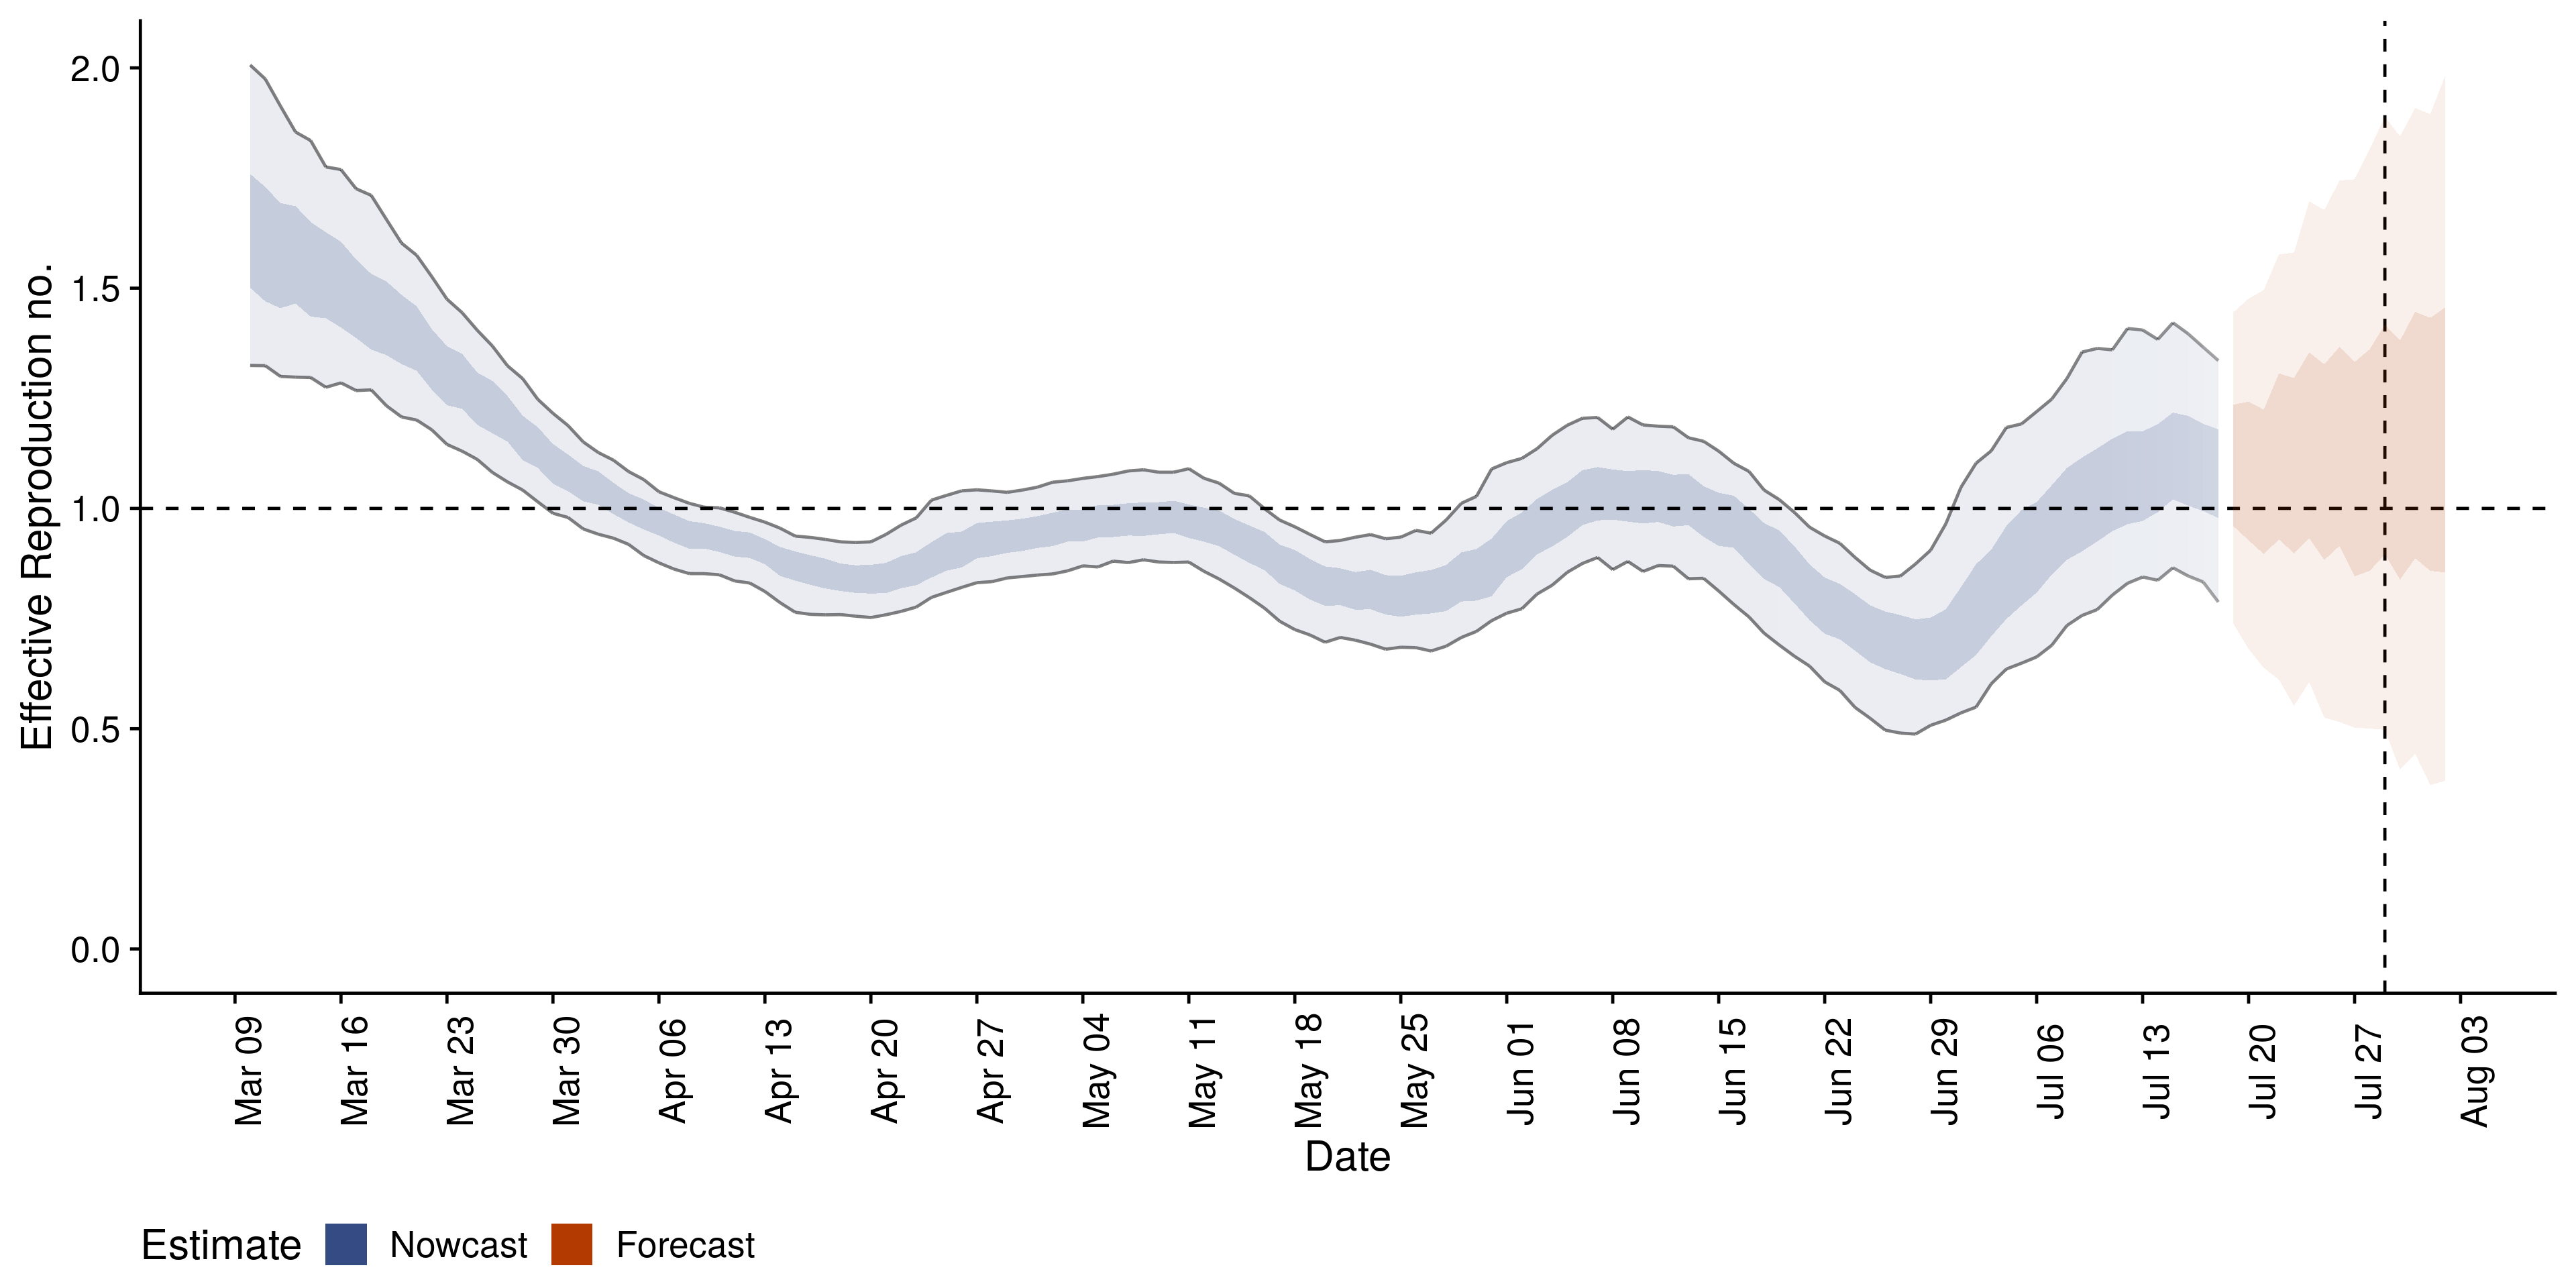 Effective Reproduction no.
2.0
1.5
1.0
0.5
0.0
Mar 09
Mar 16
Mar 23
Mar 30
Apr 06
Apr 13
Apr 20
Apr 27
May 04
May 11
May 18
May 25
Jun 01
Jun 08
Jun 15
Jun 22
Jun 29
Jul 06
Jul 13
Jul 20
Jul 27
Aug 03
Date
Estimate Nowcast Forecast